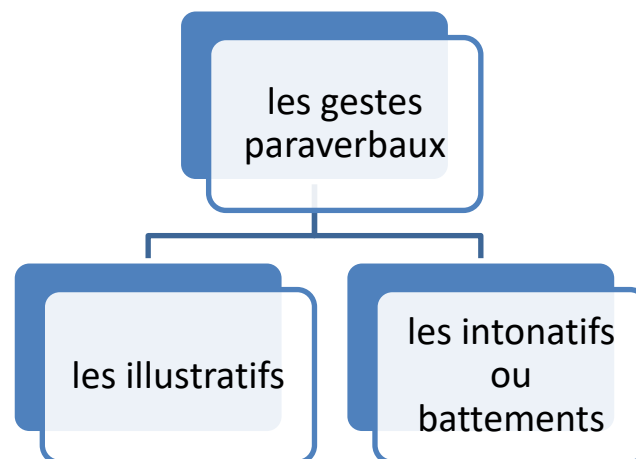 les gestes
paraverbaux
les illustratifs
les intonatifs
ou
battements